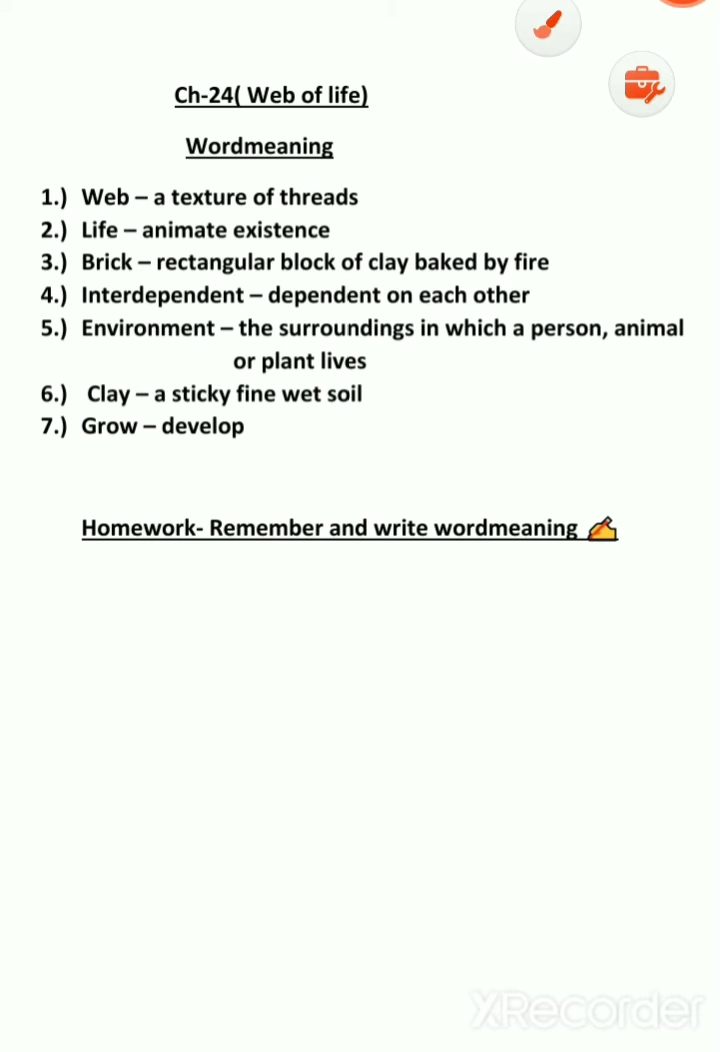 Ch-24( Web of life)
Wordmeaning
1.) Web – a texture of threads
2.) Life – animate existence
3.) Brick – rectangular block of clay baked by fire
4.) Interdependent – dependent on each other
5.) Environment – the surroundings in which a person, animal
or plant lives
6.) Clay – a sticky fine wet soil
7.) Grow – develop
Homework- Remember and write wordmeaning ✍
XRecorder